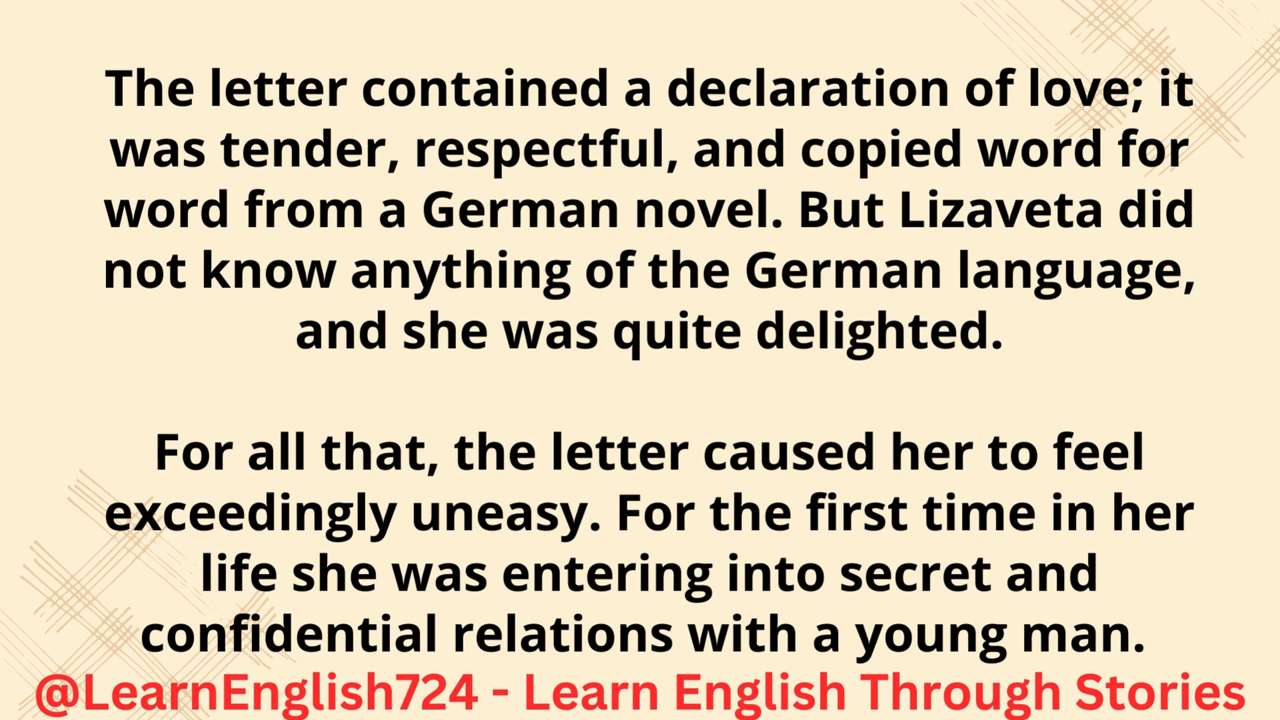 The letter contained a declaration of love; it
was tender, respectful, and copied word for
word from a German novel. But Lizaveta did
not know anything of the German language,
and she was quite delighted.
For all that, the letter caused her to feel
exceedingly uneasy. For the first time in her
life she was entering into secret and
confidential relations with a young man.
@LearnEnglish724 - Learn English Through Stories